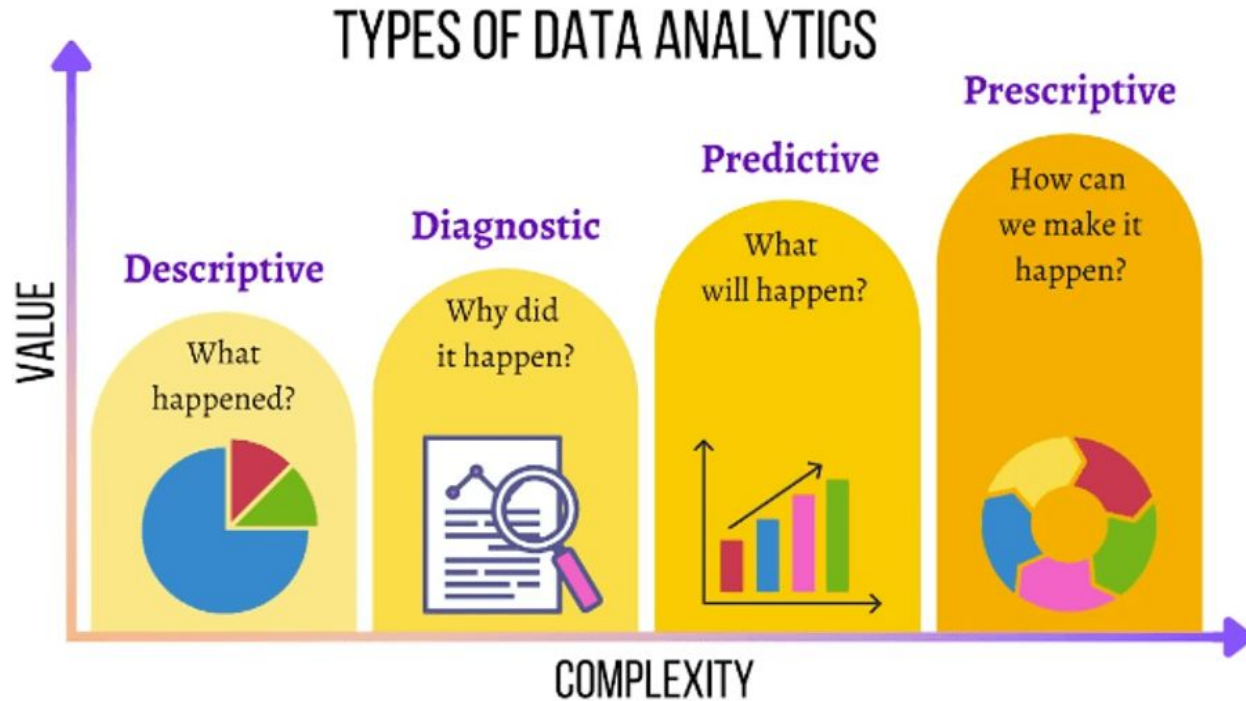 TYPES OF DATA ANALYTICS
VALUE
Descriptive
What
happened?
Diagnostic
Why did
it happen?
Predictive
What
will happen?
Prescriptive
How can
we make it
happen?
COMPLEXITY